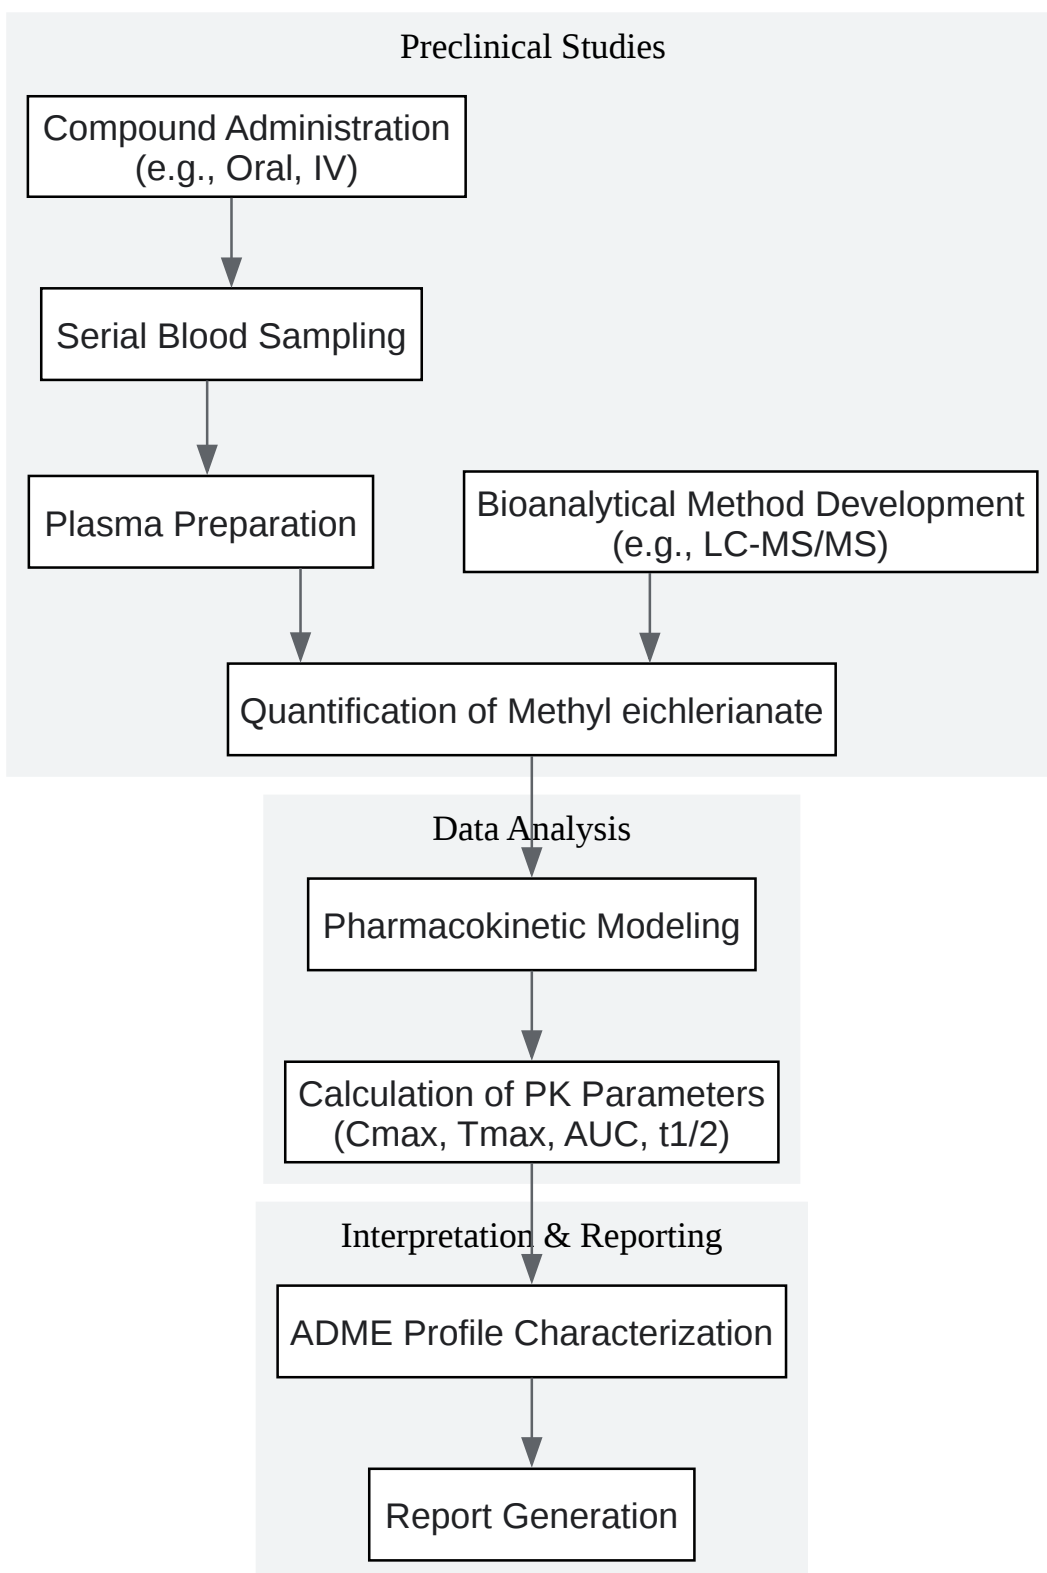 Preclinical Studies
Compound Administration
(e.g., Oral, IV)
Serial Blood Sampling
Plasma Preparation
Bioanalytical Method Development
(e.g., LC-MS/MS)
Quantification of Methyl eichlerianate
Data Analysis
Pharmacokinetic Modeling
Calculation of PK Parameters
(Cmax, Tmax, AUC, t1/2)
Interpretation & Reporting
ADME Profile Characterization
Report Generation